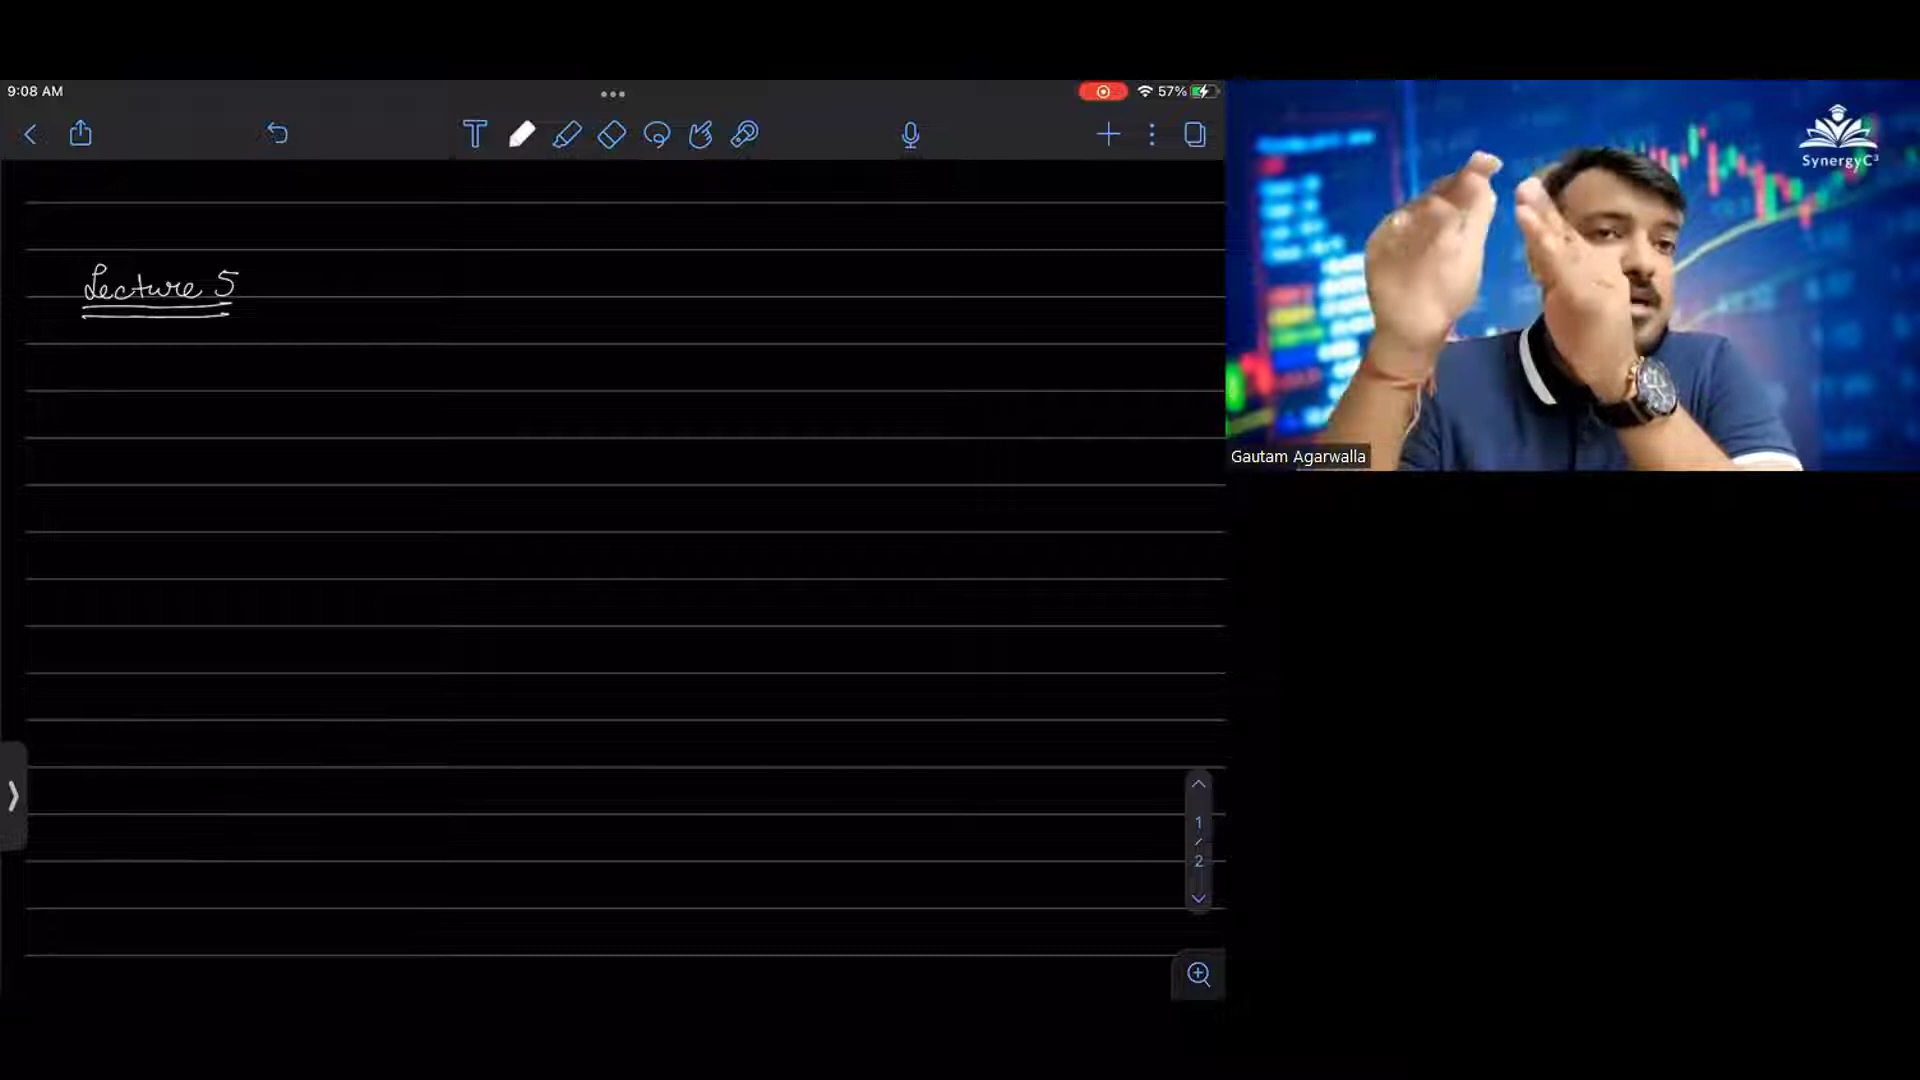 9:08 AM
57%
SynergyC³
Lecture 5
Gautam Agarwalla
1
/
2